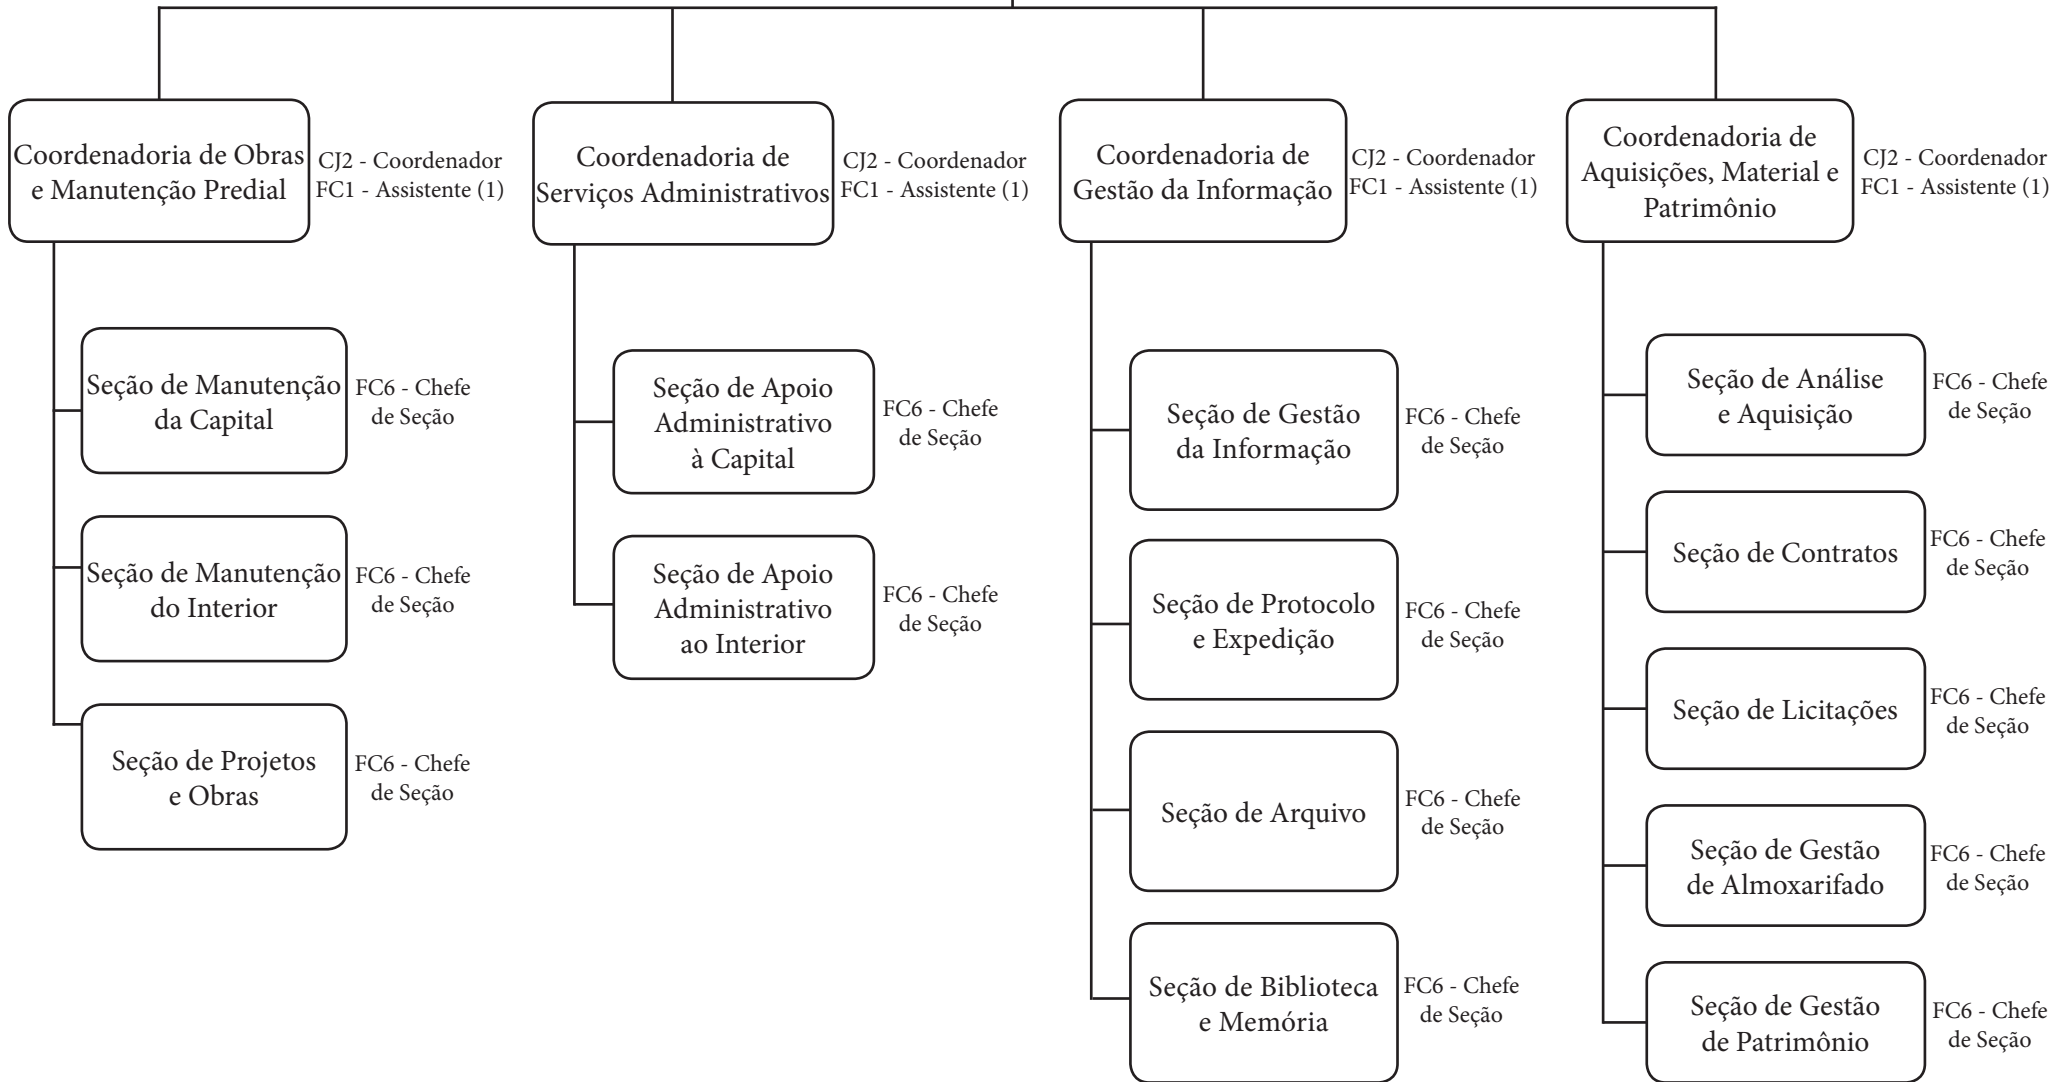 Coordenadoria de Obras
e Manutenção Predial
CJ2 - Coordenador
FC1 - Assistente (1)
Seção de Manutenção
da Capital
FC6 - Chefe
de Seção
Seção de Manutenção
do Interior
FC6 - Chefe
de Seção
Seção de Projetos
e Obras
FC6 - Chefe
de Seção
Coordenadoria de
Serviços Administrativos
CJ2 - Coordenador
FC1 - Assistente (1)
Seção de Apoio
Administrativo
à Capital
FC6 - Chefe
de Seção
Seção de Apoio
Administrativo
ao Interior
FC6 - Chefe
de Seção
Coordenadoria de
Gestão da Informação
CJ2 - Coordenador
FC1 - Assistente (1)
Seção de Gestão
da Informação
FC6 - Chefe
de Seção
Seção de Protocolo
e Expedição
FC6 - Chefe
de Seção
Seção de Arquivo
FC6 - Chefe
de Seção
Seção de Biblioteca
e Memória
FC6 - Chefe
de Seção
Coordenadoria de
Aquisições, Material e
Patrimônio
CJ2 - Coordenador
FC1 - Assistente (1)
Seção de Análise
e Aquisição
FC6 - Chefe
de Seção
Seção de Contratos
FC6 - Chefe
de Seção
Seção de Licitações
FC6 - Chefe
de Seção
Seção de Gestão
de Almoxarifado
FC6 - Chefe
de Seção
Seção de Gestão
de Patrimônio
FC6 - Chefe
de Seção